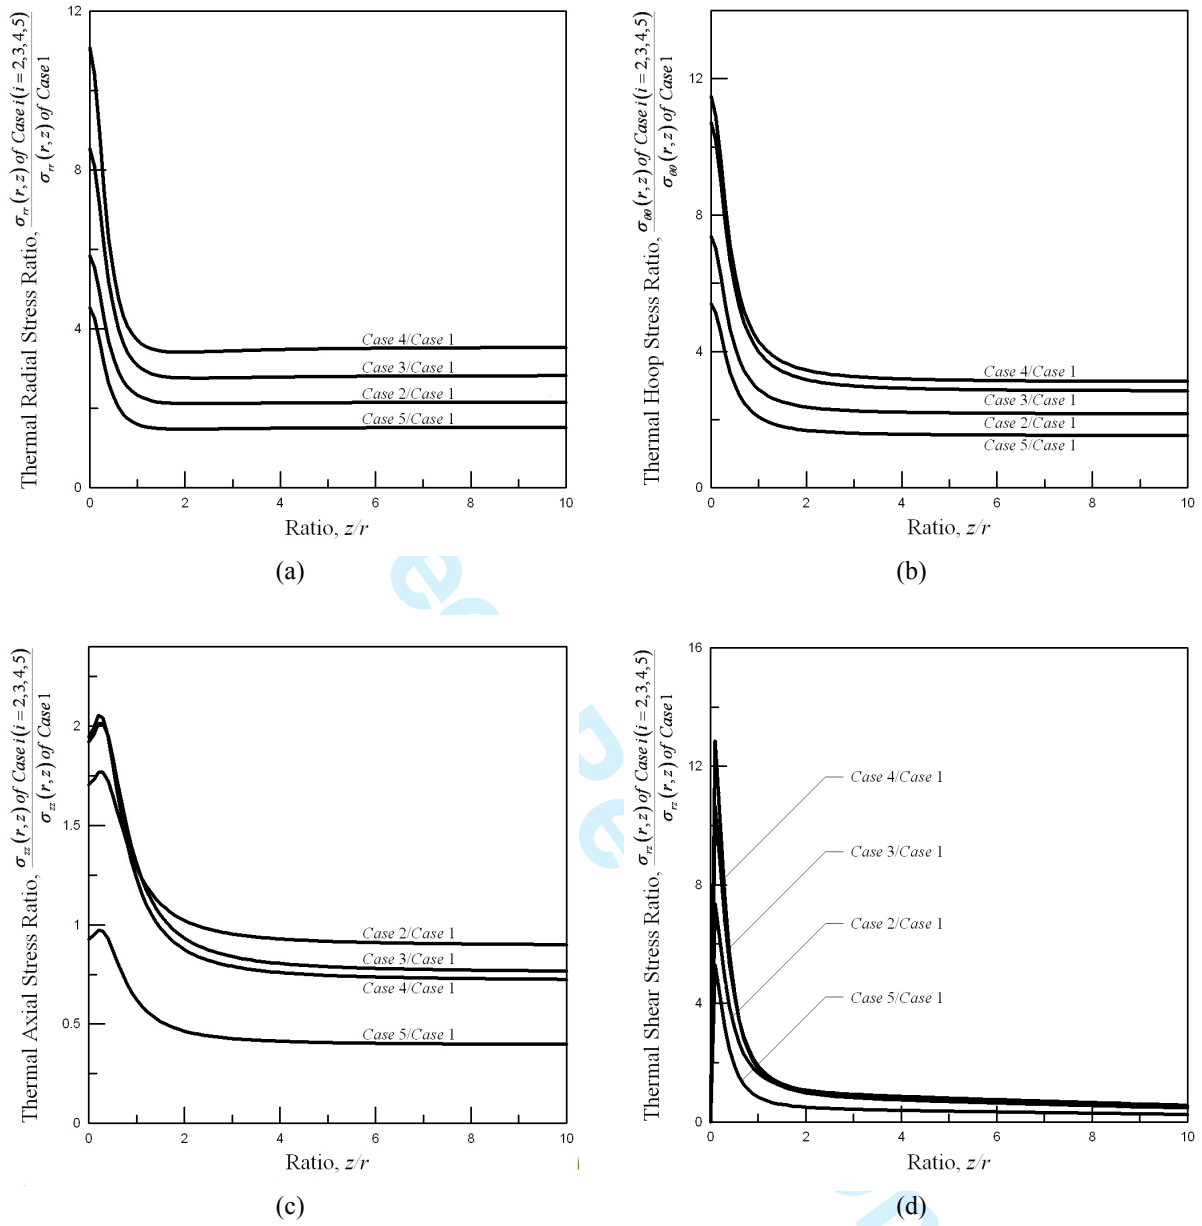 Thermal Radial Stress Ratio, σrr(r,z) of Case i(i = 2,3,4,5)
σrr(r,z) of Case 1
12
8
4
0
Case 4/Case 1
Case 3/Case 1
Case 2/Case 1
Case 5/Case 1
0 2 4 6 8 10
Ratio, z/r
(a)
Thermal Hoop Stress Ratio, σθθ(r,z) of Case i(i = 2,3,4,5)
σθθ(r,z) of Case 1
12
8
4
0
Case 4/Case 1
Case 3/Case 1
Case 2/Case 1
Case 5/Case 1
0 2 4 6 8 10
Ratio, z/r
(b)
Thermal Axial Stress Ratio, σzz(r,z) of Case i(i = 2,3,4,5)
σzz(r,z) of Case 1
2
1.5
1
0.5
0
Case 2/Case 1
Case 3/Case 1
Case 4/Case 1
Case 5/Case 1
0 2 4 6 8 10
Ratio, z/r
(c)
Thermal Shear Stress Ratio, σrz(r,z) of Case i(i = 2,3,4,5)
σrz(r,z) of Case 1
16
12
8
4
0
Case 4/Case 1
Case 3/Case 1
Case 2/Case 1
Case 5/Case 1
0 2 4 6 8 10
Ratio, z/r
(d)